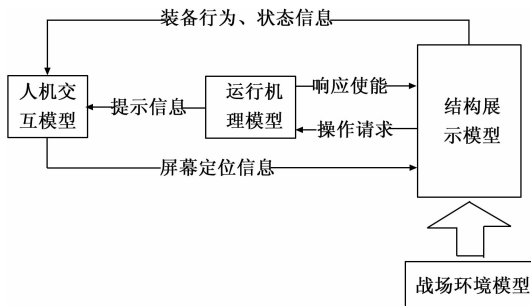 装备行为、状态信息
人机交
互模型
提示信息
运行机
理模型
响应使能
操作请求
结构展
示模型
屏幕定位信息
战场环境模型